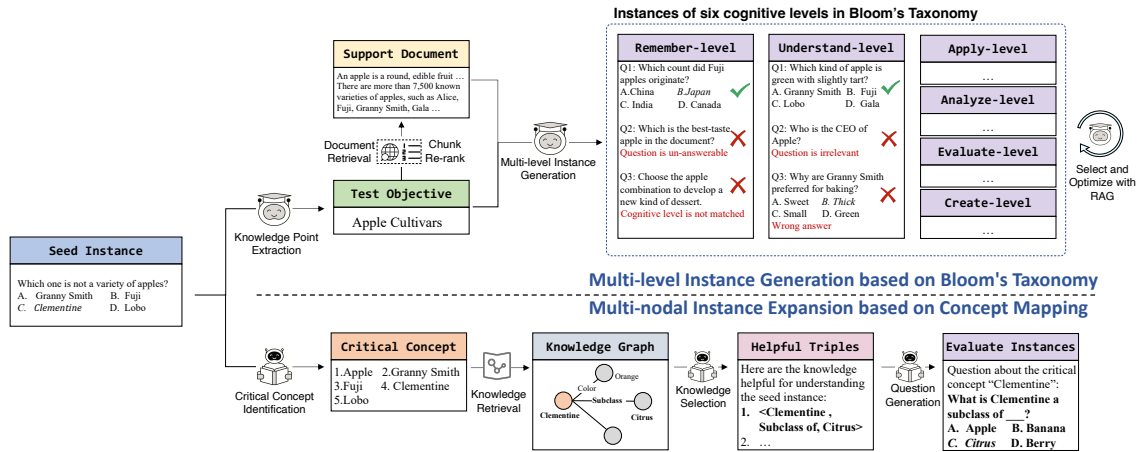 Instances of six cognitive levels in Bloom's Taxonomy
Support Document
An apple is a round, edible fruit …
There are more than 7,500 known
varieties of apples, such as Alice,
Fuji, Granny Smith, Gala …
Document
Retrieval
Chunk
Re-rank
Test Objective
Apple Cultivars
Knowledge Point
Extraction
Multi-level Instance
Generation
Remember-level
Q1: Which count did Fuji
apples originate?
A.China B.Japan
C. India D. Canada
Q2: Which is the best-taste
apple in the document?
Question is un-answerable
Q3: Choose the apple
combination to develop a
new kind of dessert.
Cognitive level is not matched
Understand-level
Q1: Which kind of apple is
green with slightly tart?
A. Granny Smith B. Fuji
C. Lobo D. Gala
Q2: Who is the CEO of
Apple?
Question is irrelevant
Q3: Why are Granny Smith
preferred for baking?
A. Sweet B. Thick
C. Small D. Green
Wrong answer
Apply-level
…
Analyze-level
…
Evaluate-level
…
Create-level
…
Select and
Optimize with
RAG
Seed Instance
Which one is not a variety of apples?
A. Granny Smith B. Fuji
C. Clementine D. Lobo
Multi-level Instance Generation based on Bloom's Taxonomy
Multi-nodal Instance Expansion based on Concept Mapping
Critical Concept
Identification
Critical Concept
1.Apple 2.Granny Smith
3.Fuji 4. Clementine
5.Lobo
Knowledge
Retrieval
Knowledge Graph
Orange
Color
Subclass
Clementine
Citrus
Knowledge
Selection
Helpful Triples
Here are the knowledge
helpful for understanding
the seed instance:
1. <Clementine ,
Subclass of, Citrus>
2. …
Question
Generation
Evaluate Instances
Question about the critical
concept “Clementine”:
What is Clementine a
subclass of ___?
A. Apple B. Banana
C. Citrus D. Berry